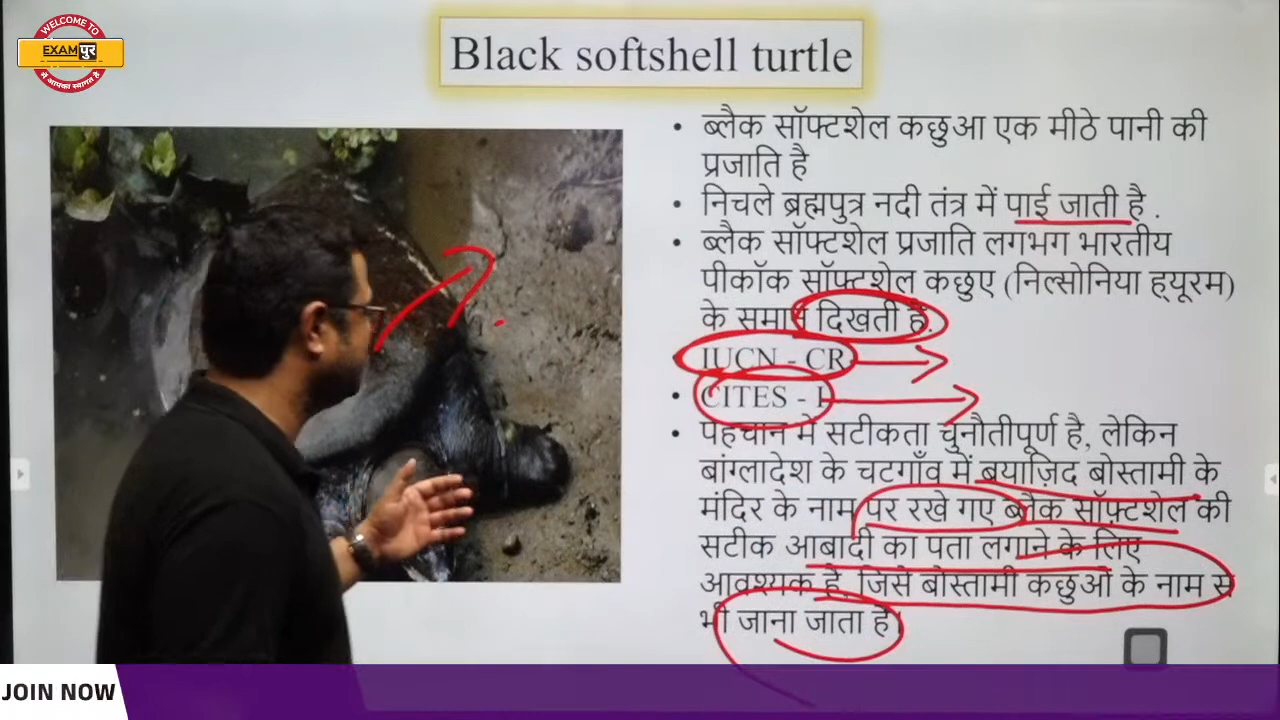 WELCOME TO
EXAMपुर
में आपका स्वागत है
Black softshell turtle
• ब्लैक सॉफ्टशेल कछुआ एक मीठे पानी की
प्रजाति है
• निचले ब्रह्मपुत्र नदी तंत्र में पाई जाती है .
• ब्लैक सॉफ्टशेल प्रजाति लगभग भारतीय
पीकॉक सॉफ्टशेल कछुए (निल्सोनिया ह्यूरम)
के समान दिखती है.
• IUCN - CR
• CITES - I
• पहचान में सटीकता चुनौतीपूर्ण है, लेकिन
बांग्लादेश के चटगाँव में बयाज़िद बोस्तामी के
मंदिर के नाम पर रखे गए ब्लैक सॉफ़्टशेल की
सटीक आबादी का पता लगाने के लिए
आवश्यक है, जिसे बोस्तामी कछुओं के नाम से
भी जाना जाता है।
JOIN NOW